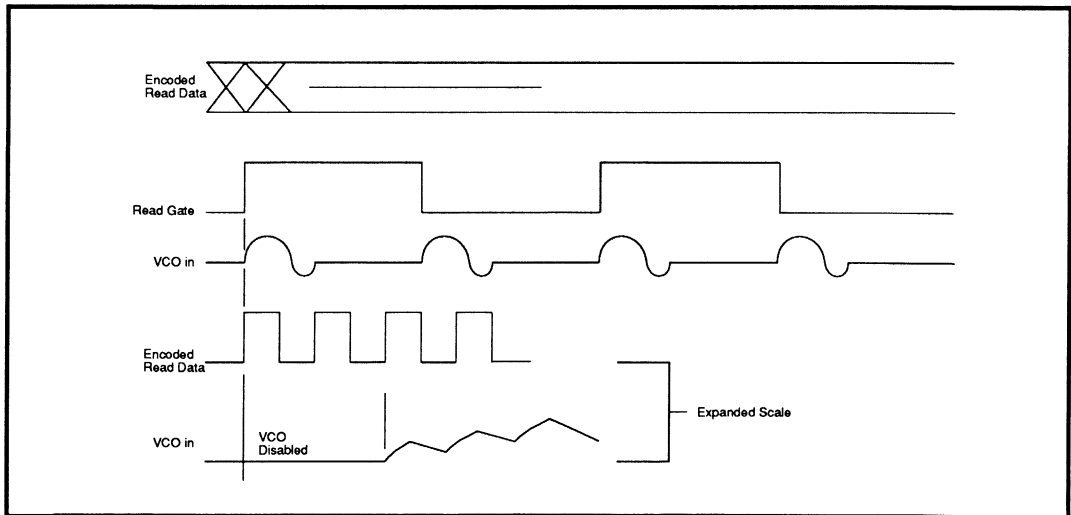 Encoded
Read Data
Read Gate
VCO in
Encoded
Read Data
Expanded Scale
VCO in
VCO
Disabled